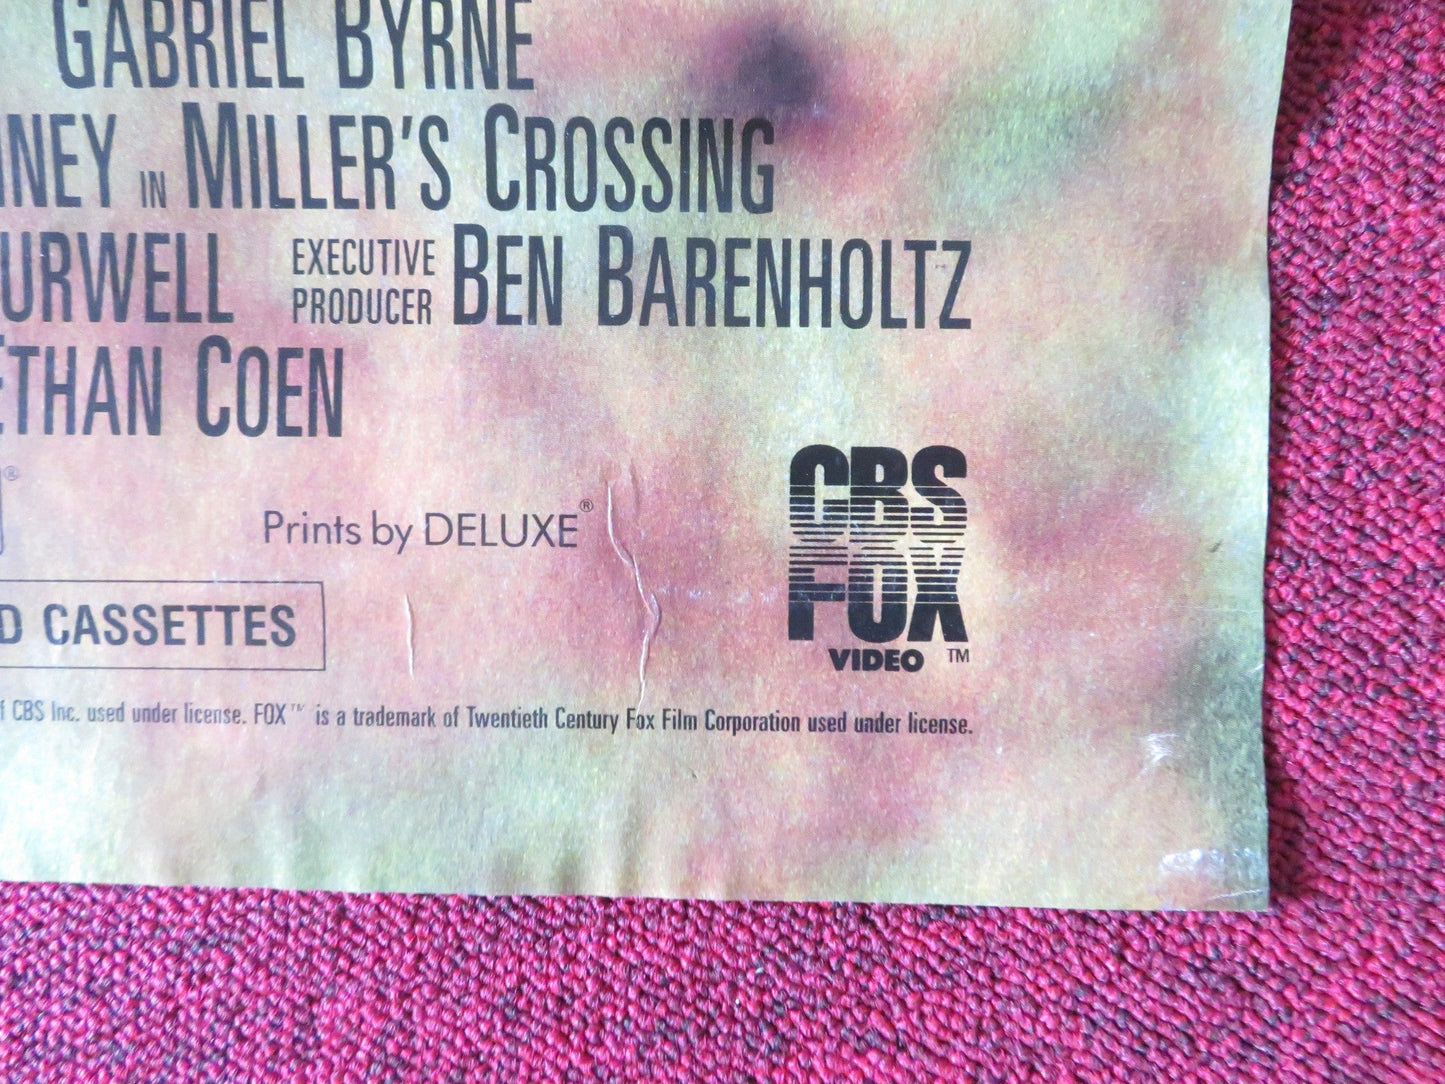 GABRIEL BYRNE
NNEY IN MILLER'S CROSSING
URWELL EXECUTIVE PRODUCER BEN BARENHOLTZ
ETHAN COEN
®
Prints by DELUXE®
CBS
FOX
VIDEO ™
D CASSETTES
f CBS Inc. used under license. FOX™ is a trademark of Twentieth Century Fox Film Corporation used under license.